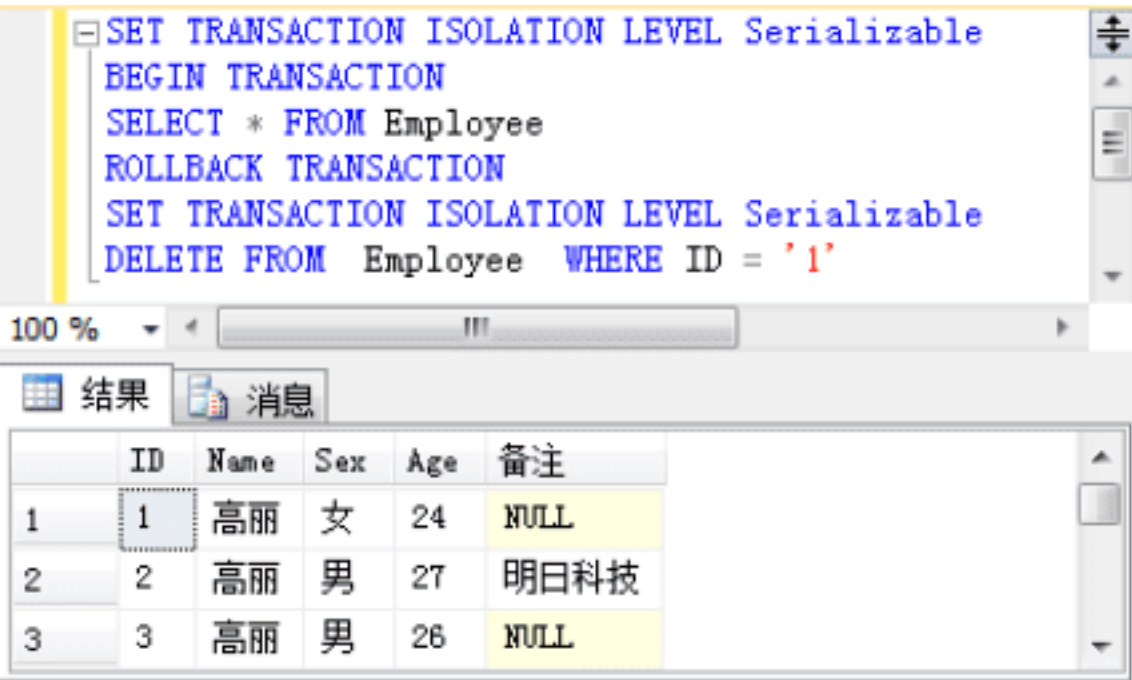 SET TRANSACTION ISOLATION LEVEL Serializable
BEGIN TRANSACTION
SELECT * FROM Employee
ROLLBACK TRANSACTION
SET TRANSACTION ISOLATION LEVEL Serializable
DELETE FROM Employee WHERE ID = '1'
100 %
结果 消息
ID Name Sex Age 备注
1 1 高丽 女 24 NULL
2 2 高丽 男 27 明日科技
3 3 高丽 男 26 NULL